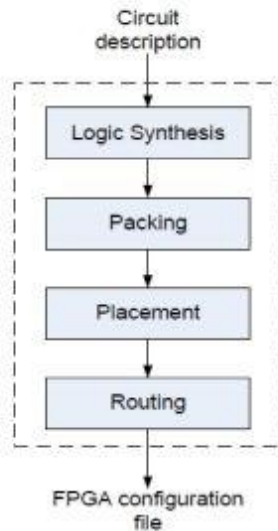 Circuit
description
Logic Synthesis
Packing
Placement
Routing
FPGA configuration
file